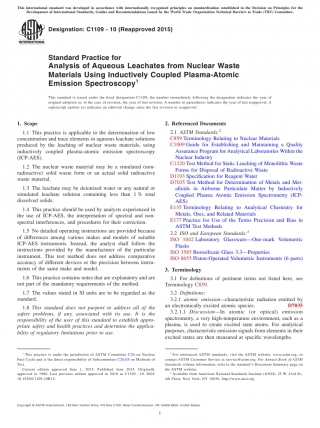 This international standard was developed in accordance with internationally recognized principles on standardization established in the Decision on Principles for the
Development of International Standards, Guides and Recommendations issued by the World Trade Organization Technical Barriers to Trade (TBT) Committee.
Designation: C1109 − 10 (Reapproved 2015)
Standard Practice for
Analysis of Aqueous Leachates from Nuclear Waste
Materials Using Inductively Coupled Plasma-Atomic
Emission Spectroscopy1
This standard is issued under the fixed designation C1109; the number immediately following the designation indicates the year of
original adoption or, in the case of revision, the year of last revision. A number in parentheses indicates the year of last reapproval. A
superscript epsilon (ε) indicates an editorial change since the last revision or reapproval.
1. Scope
1.1 This practice is applicable to the determination of low
concentration and trace elements in aqueous leachate solutions
produced by the leaching of nuclear waste materials, using
inductively coupled plasma-atomic emission spectroscopy
(ICP-AES).
1.2 The nuclear waste material may be a simulated (non-
radioactive) solid waste form or an actual solid radioactive
waste material.
1.3 The leachate may be deionized water or any natural or
simulated leachate solution containing less than 1 % total
dissolved solids.
1.4 This practice should be used by analysts experienced in
the use of ICP-AES, the interpretation of spectral and non-
spectral interferences, and procedures for their correction.
1.5 No detailed operating instructions are provided because
of differences among various makes and models of suitable
ICP-AES instruments. Instead, the analyst shall follow the
instructions provided by the manufacturer of the particular
instrument. This test method does not address comparative
accuracy of different devices or the precision between instru-
ments of the same make and model.
1.6 This practice contains notes that are explanatory and are
not part of the mandatory requirements of the method.
1.7 The values stated in SI units are to be regarded as the
standard.
1.8 This standard does not purport to address all of the
safety problems, if any, associated with its use. It is the
responsibility of the user of this standard to establish appro-
priate safety and health practices and determine the applica-
bility of regulatory limitations prior to use.
2. Referenced Documents
2.1 ASTM Standards:2
C859 Terminology Relating to Nuclear Materials
C1009 Guide for Establishing and Maintaining a Quality
Assurance Program for Analytical Laboratories Within the
Nuclear Industry
C1220 Test Method for Static Leaching of Monolithic Waste
Forms for Disposal of Radioactive Waste
D1193 Specification for Reagent Water
D7035 Test Method for Determination of Metals and Met-
alloids in Airborne Particulate Matter by Inductively
Coupled Plasma Atomic Emission Spectrometry (ICP-
AES)
E135 Terminology Relating to Analytical Chemistry for
Metals, Ores, and Related Materials
E177 Practice for Use of the Terms Precision and Bias in
ASTM Test Methods
2.2 ISO and European Standards:3
ISO 1042 Laboratory Glassware—One-mark Volumetric
Flasks
ISO 3585 Borosilicate Glass 3.3—Properties
ISO 8655 Piston-Operated Volumetric Instruments (6 parts)
3. Terminology
3.1 For definitions of pertinent terms not listed here, see
Terminology C859.
3.2 Definitions:
3.2.1 atomic emission—characteristic radiation emitted by
an electronically excited atomic species. D7035
3.2.1.1 Discussion—In atomic (or optical) emission
spectrometry, a very high-temperature environment, such as a
plasma, is used to create excited state atoms. For analytical
purposes, characteristic emission signals from elements in their
excited states are then measured at specific wavelengths.
1 This practice is under the jurisdiction of ASTM Committee C26 on Nuclear
Fuel Cycle and is the direct responsibility of Subcommittee C26.05 on Methods of
Test.
Current edition approved June 1, 2015. Published June 2015. Originally
approved in 1988. Last previous edition approved in 2010 as C1109 – 10. DOI:
10.1520/C1109-10R15.
2 For referenced ASTM standards, visit the ASTM website, www.astm.org, or
contact ASTM Customer Service at service@astm.org. For Annual Book of ASTM
Standards volume information, refer to the standard's Document Summary page on
the ASTM website.
3 Available from American National Standards Institute (ANSI), 25 W. 43rd St.,
4th Floor, New York, NY 10036, http://www.ansi.org.
Copyright © ASTM International, 100 Barr Harbor Drive, PO Box C700, West Conshohocken, PA 19428-2959. United States
1